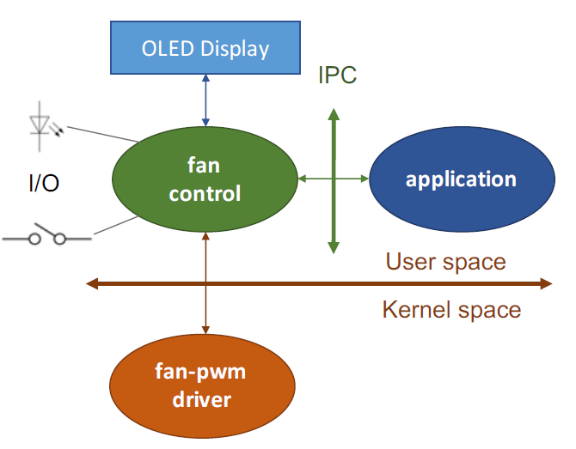 OLED Display
IPC
fan
control
I/O
application
User space
Kernel space
fan-pwm
driver